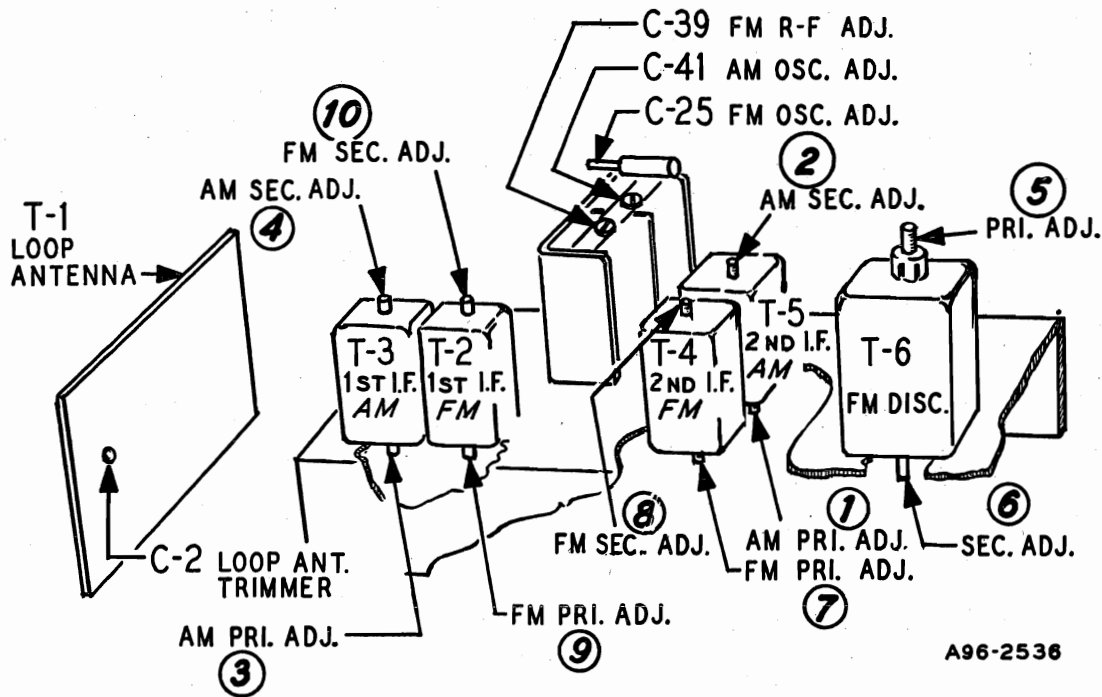 C-39 FM R-F ADJ.
C-41 AM OSC. ADJ.
C-25 FM OSC. ADJ.
10
FM SEC. ADJ.
2
AM SEC. ADJ.
AM SEC. ADJ.
4
5
PRI. ADJ.
T-1
LOOP
ANTENNA
T-3
1ST I.F.
AM
T-2
1ST I.F.
FM
T-4
2ND I.F.
FM
T-5
2ND I.F.
AM
T-6
FM DISC.
8
FM SEC. ADJ.
1
AM PRI. ADJ.
FM PRI. ADJ.
7
6
SEC. ADJ.
C-2 LOOP ANT.
TRIMMER
AM PRI. ADJ.
3
FM PRI. ADJ.
9
A96-2536